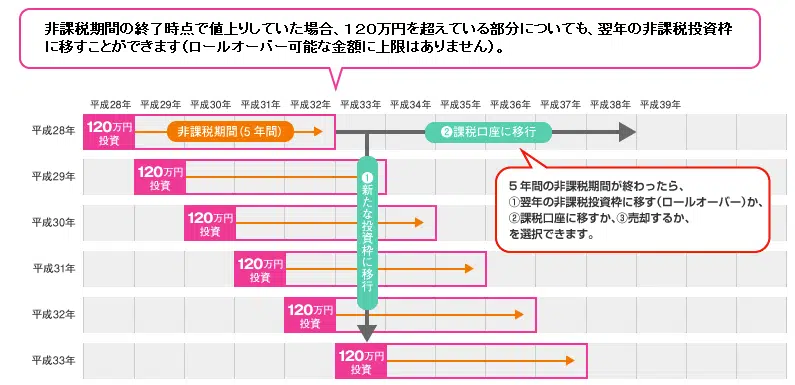 非課税期間の終了時点で値上りしていた場合、120万円を超えている部分についても、翌年の非課税投資枠
に移すことができます(ロールオーバー可能な金額に上限はありません)。
平成28年 平成29年 平成30年 平成31年 平成32年 平成33年 平成34年 平成35年 平成36年 平成37年 平成38年 平成39年
平成28年
120万円
投資
非課税期間(5年間)
❷課税口座に移行
平成29年
120万円
投資
❶新たな投資枠に移行
5年間の非課税期間が終わったら、
①翌年の非課税投資枠に移す(ロールオーバー)か、
②課税口座に移すか、③売却するか、
を選択できます。
平成30年
120万円
投資
平成31年
120万円
投資
平成32年
120万円
投資
平成33年
120万円
投資